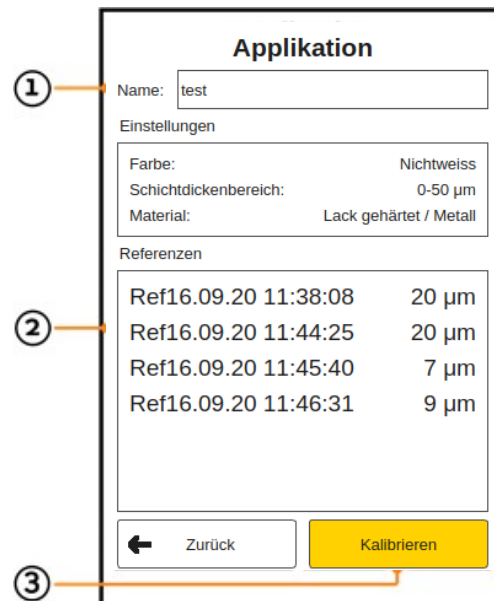 Applikation
① Name: test
Einstellungen
Farbe: Nichtweiss
Schichtdickenbereich: 0-50 µm
Material: Lack gehärtet / Metall
Referenzen
Ref16.09.20 11:38:08 20 µm
② Ref16.09.20 11:44:25 20 µm
Ref16.09.20 11:45:40 7 µm
Ref16.09.20 11:46:31 9 µm
Zurück Kalibrieren
③